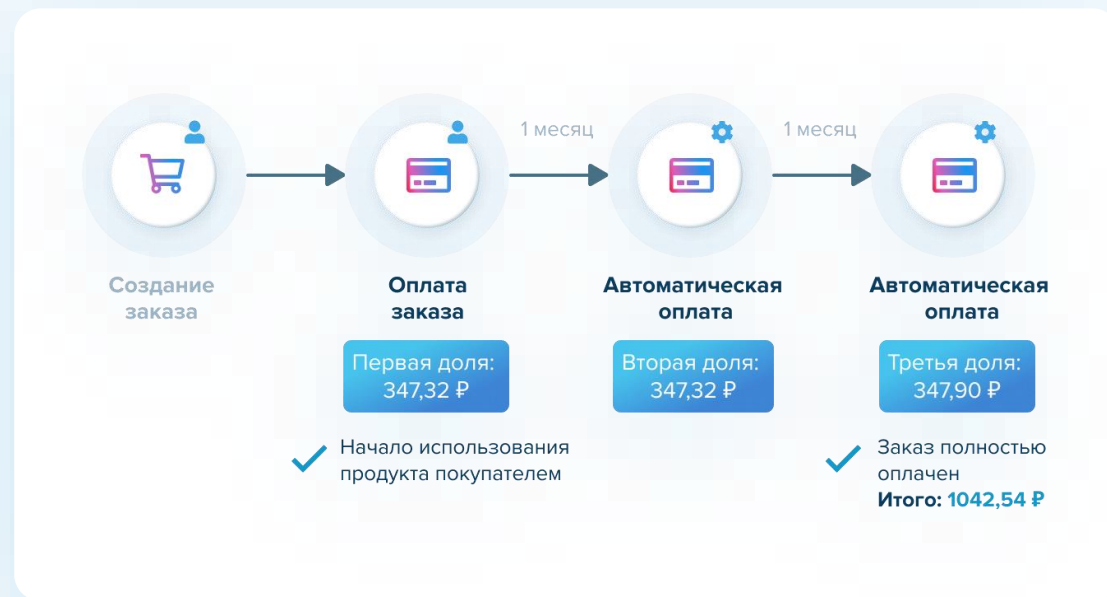 1 месяц
1 месяц
Создание
заказа
Оплата
заказа
Автоматическая
оплата
Автоматическая
оплата
Первая доля:
347,32 ₽
Вторая доля:
347,32 ₽
Третья доля:
347,90 ₽
Начало использования
продукта покупателем
Заказ полностью
оплачен
Итого: 1042,54 ₽